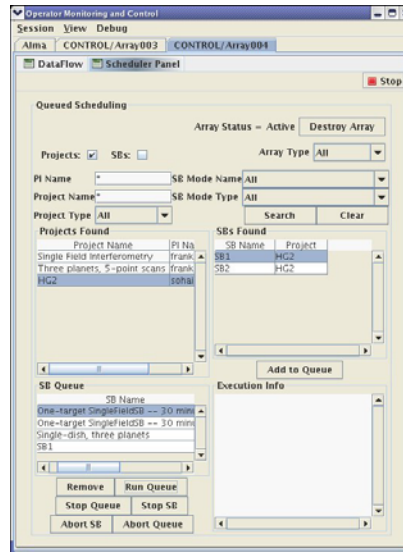 Operator Monitoring and Control
Session View Debug
Alma CONTROL/Array003 CONTROL/Array004
DataFlow Scheduler Panel
Stop
Queued Scheduling
Array Status = Active Destroy Array
Projects: SBs: Array Type All
PI Name * SB Mode Name All
Project Name * SB Mode Type All
Project Type All Search Clear
Projects Found SBs Found
Project Name PI Na SB Name Project
Single Field Interferometry frank SB1 HG2
Three planets, 5-point scans frank SB2 HG2
HG2 sohai
Add to Queue
SB Queue Execution Info
SB Name
One-target SingleFieldSB -- 30 minu
One-target SingleFieldSB -- 30 minu
Single-dish, three planets
SB1
Remove Run Queue
Stop Queue Stop SB
Abort SB Abort Queue